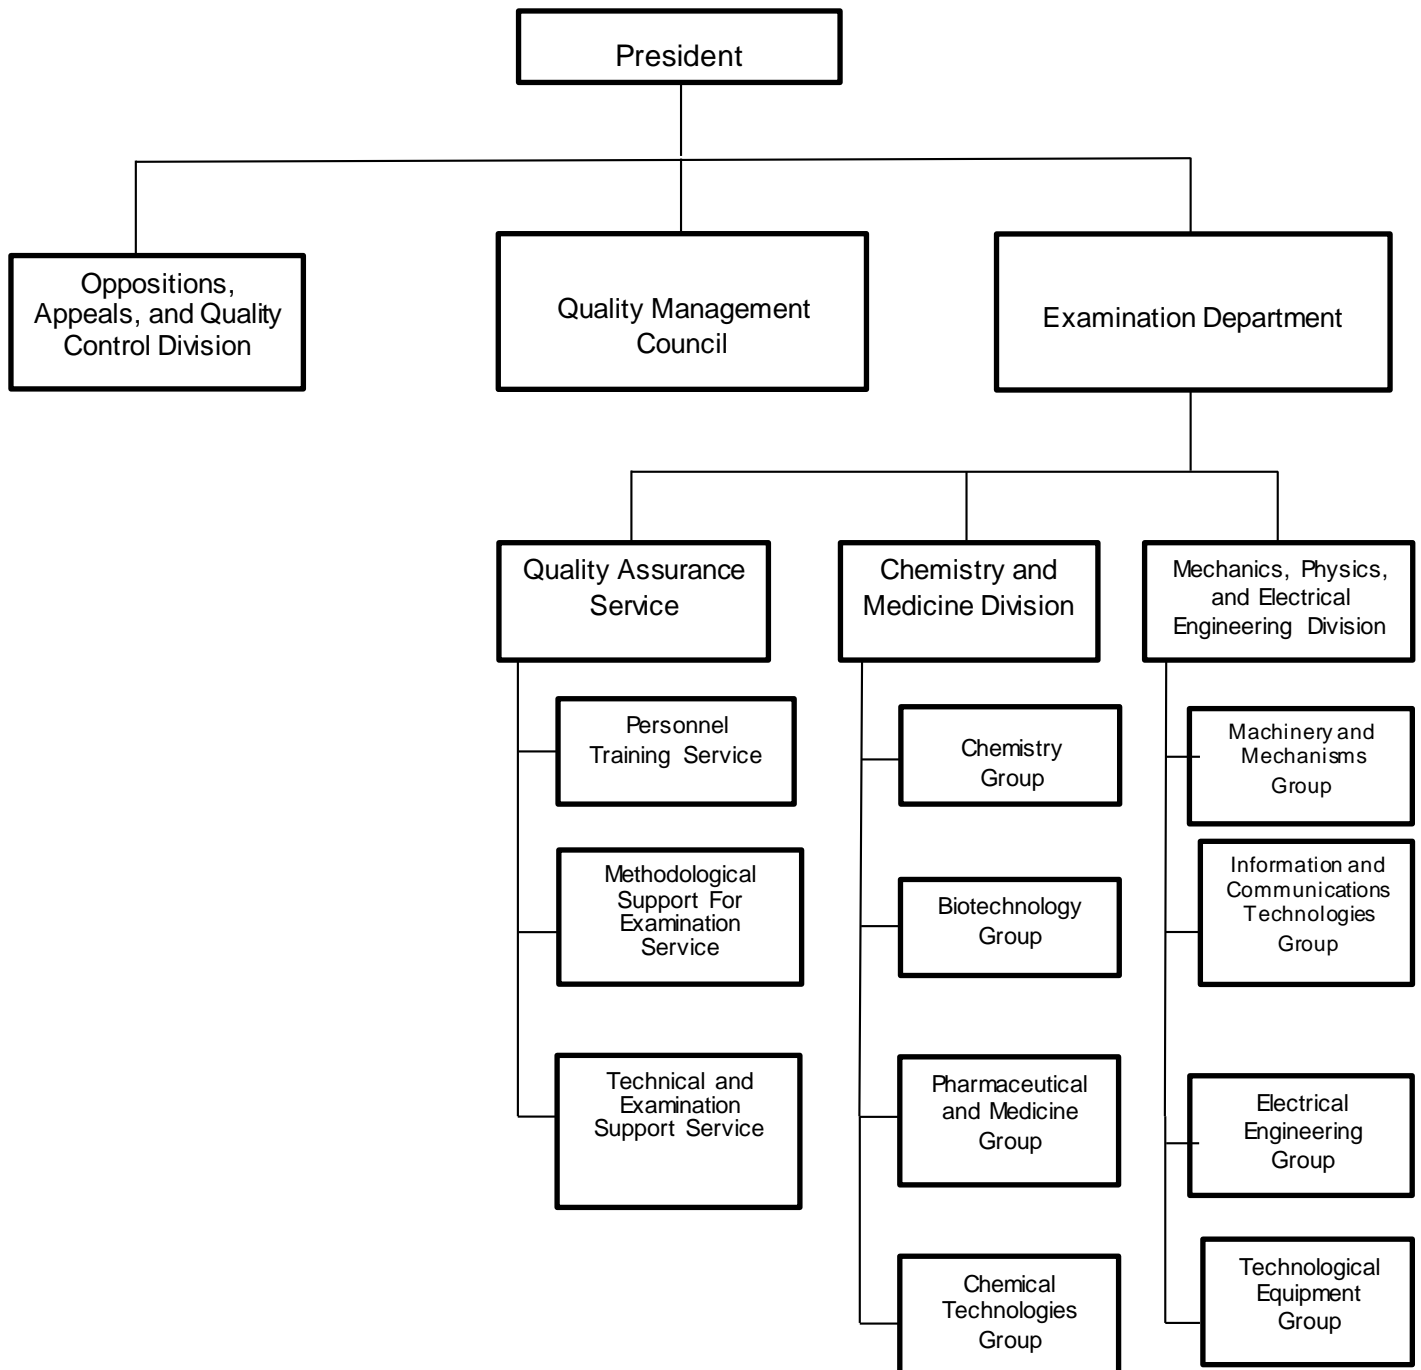 President
Oppositions,
Appeals, and Quality
Control Division
Quality Management
Council
Examination Department
Quality Assurance
Service
Chemistry and
Medicine Division
Mechanics, Physics,
and Electrical
Engineering Division
Personnel
Training Service
Methodological
Support For
Examination
Service
Technical and
Examination
Support Service
Chemistry
Group
Biotechnology
Group
Pharmaceutical
and Medicine
Group
Chemical
Technologies
Group
Machinery and
Mechanisms
Group
Information and
Communications
Technologies
Group
Electrical
Engineering
Group
Technological
Equipment
Group